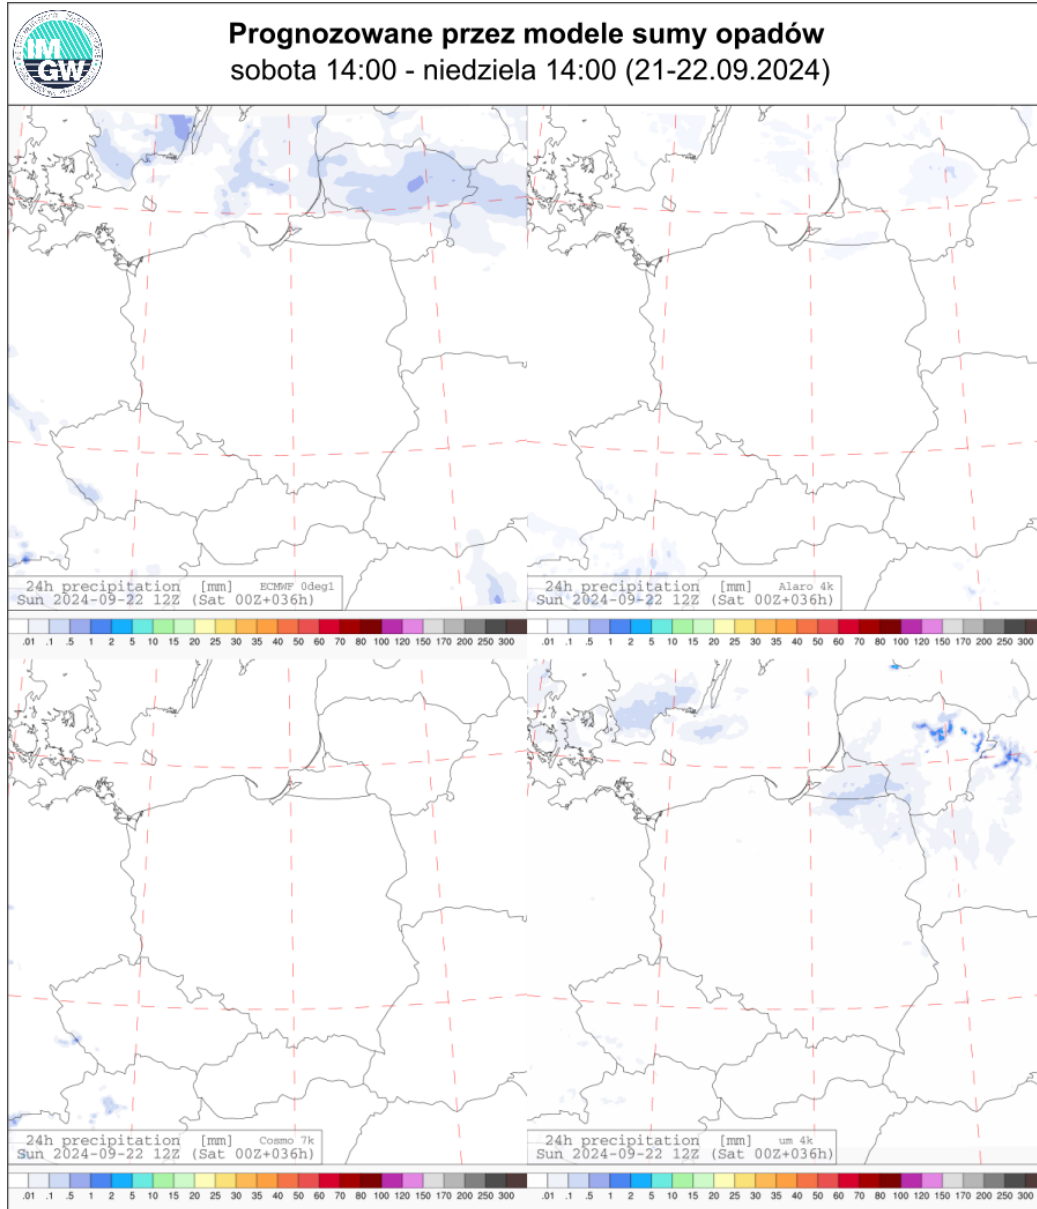 IM
GW
Prognozowane przez modele sumy opadów
sobota 14:00 - niedziela 14:00 (21-22.09.2024)
24h precipitation [mm] ECMWF 0deg1
Sun 2024-09-22 12Z (Sat 00Z+036h)
24h precipitation [mm] Alaro 4k
Sun 2024-09-22 12Z (Sat 00Z+036h)
.01 .1 .5 1 2 5 10 15 20 25 30 35 40 50 60 70 80 100 120 150 170 200 250 300
.01 .1 .5 1 2 5 10 15 20 25 30 35 40 50 60 70 80 100 120 150 170 200 250 300
24h precipitation [mm] Cosmo 7k
Sun 2024-09-22 12Z (Sat 00Z+036h)
24h precipitation [mm] um 4k
Sun 2024-09-22 12Z (Sat 00Z+036h)
.01 .1 .5 1 2 5 10 15 20 25 30 35 40 50 60 70 80 100 120 150 170 200 250 300
.01 .1 .5 1 2 5 10 15 20 25 30 35 40 50 60 70 80 100 120 150 170 200 250 300